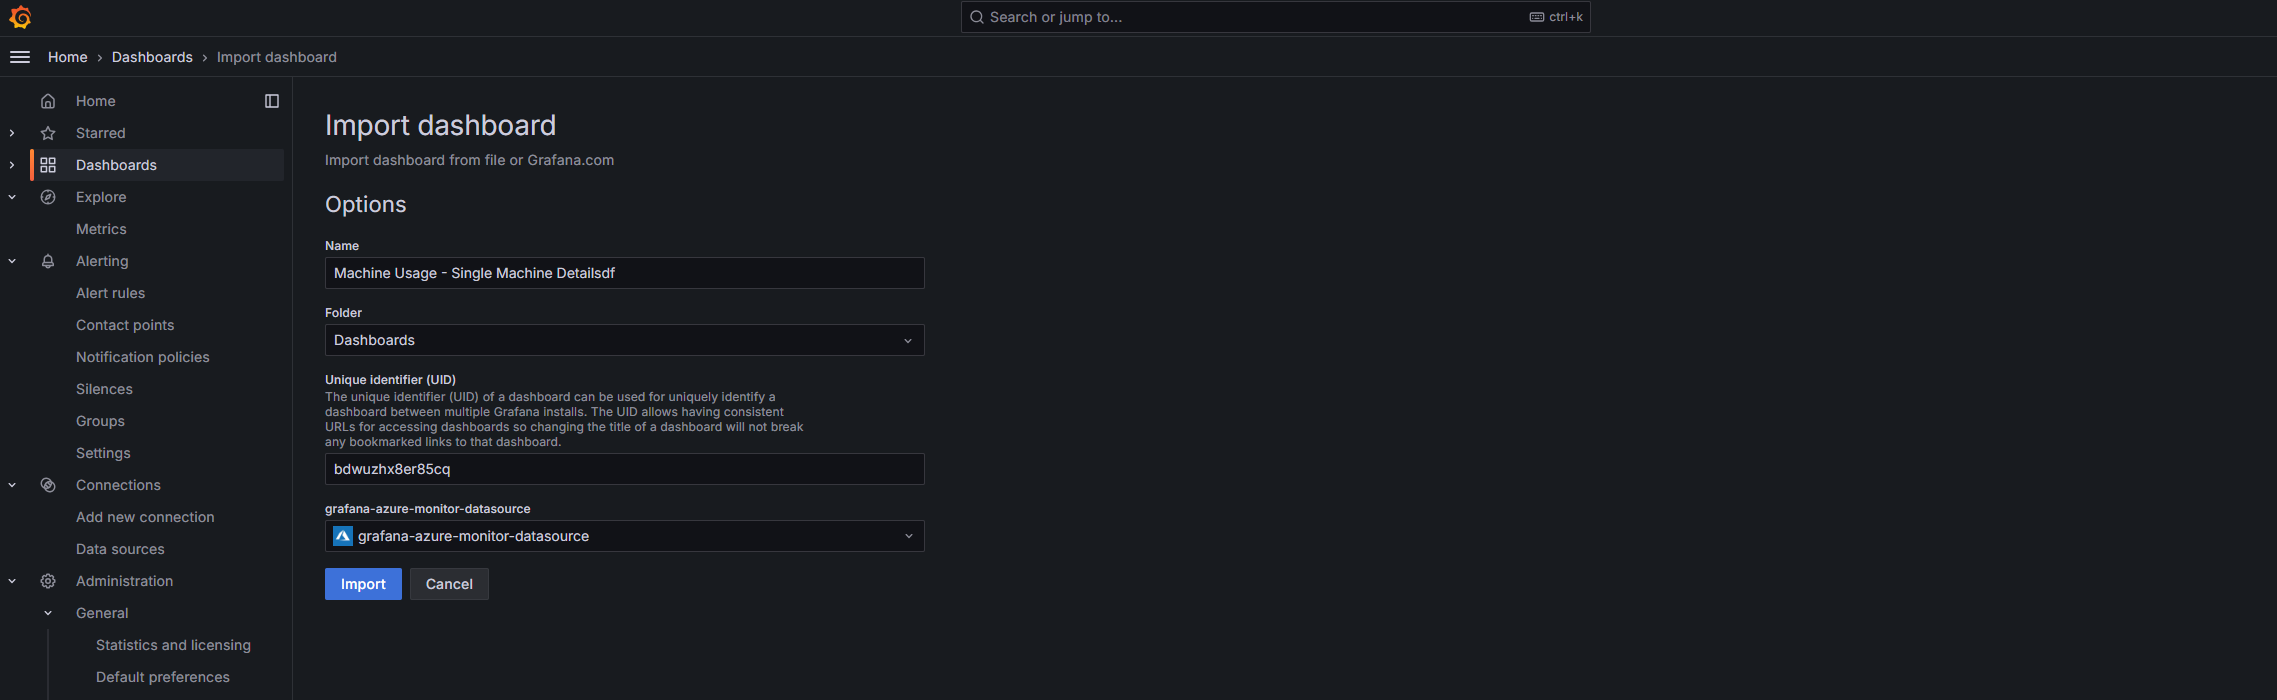 Search or jump to...
ctrl+k
Home › Dashboards › Import dashboard
Home
Starred
Dashboards
Explore
Metrics
Alerting
Alert rules
Contact points
Notification policies
Silences
Groups
Settings
Connections
Add new connection
Data sources
Administration
General
Statistics and licensing
Default preferences
Import dashboard
Import dashboard from file or Grafana.com
Options
Name
Machine Usage - Single Machine Detailsdf
Folder
Dashboards
Unique identifier (UID)
The unique identifier (UID) of a dashboard can be used for uniquely identify a
dashboard between multiple Grafana installs. The UID allows having consistent
URLs for accessing dashboards so changing the title of a dashboard will not break
any bookmarked links to that dashboard.
bdwuzhx8er85cq
grafana-azure-monitor-datasource
grafana-azure-monitor-datasource
Import
Cancel